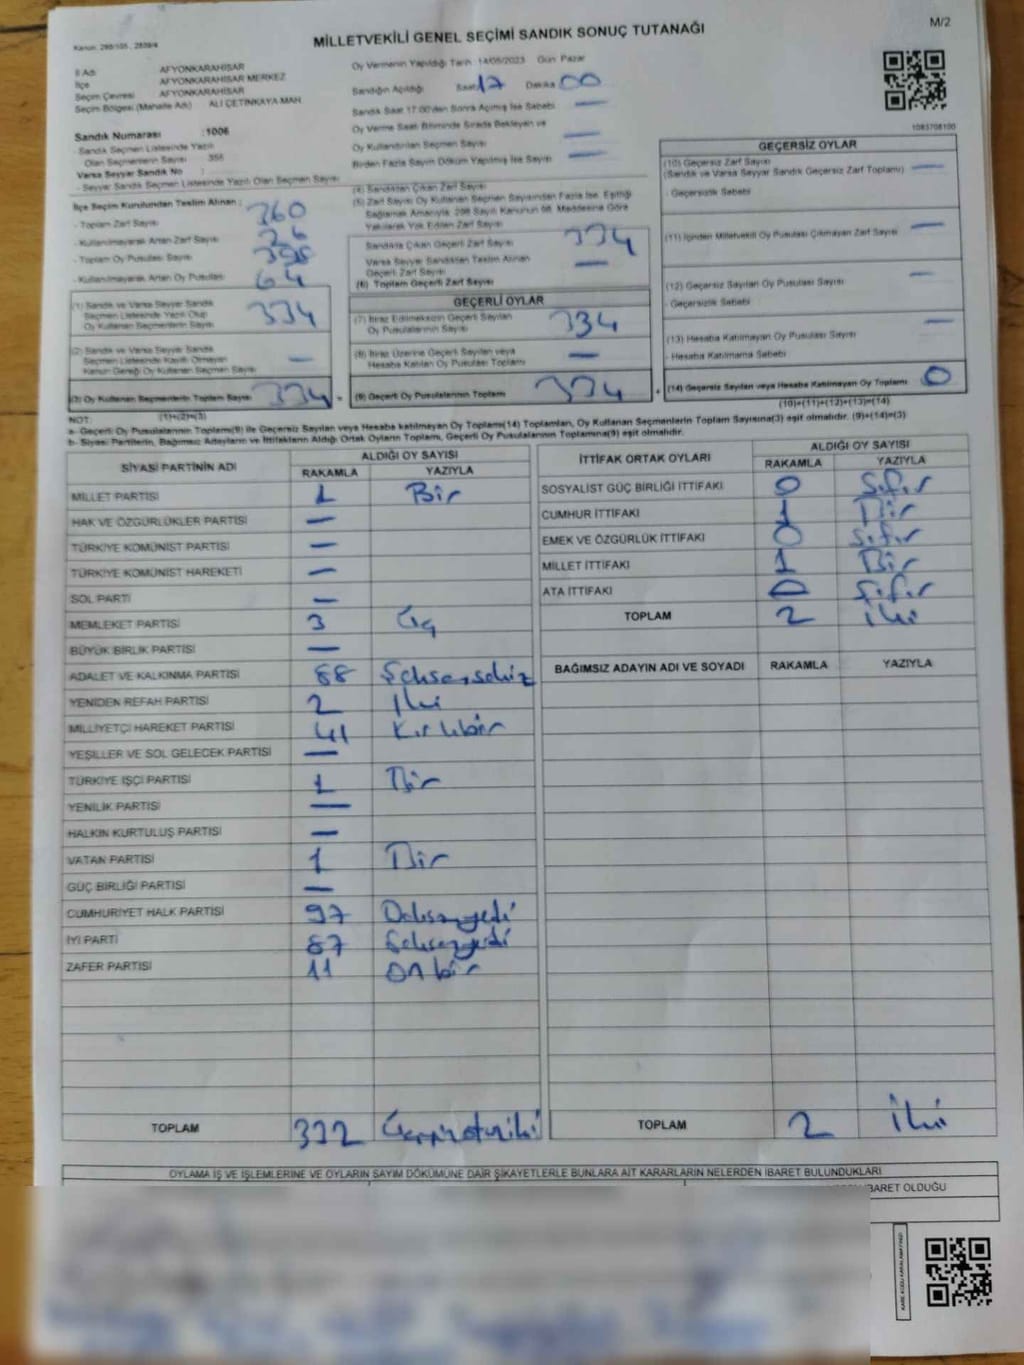 M/2
Kanun: 298/105 , 2839/4
MİLLETVEKİLİ GENEL SEÇİMİ SANDIK SONUÇ TUTANAĞI
İl Adı AFYONKARAHİSAR
İlçe AFYONKARAHİSAR MERKEZ
Seçim Çevresi AFYONKARAHİSAR
Seçim Bölgesi (Mahalle Adı) ALİ ÇETİNKAYA MAH
Sandık Numarası : 1006
- Sandık Seçmen Listesinde Yazılı
Olan Seçmenlerin Sayısı 355
Varsa Seyyar Sandık No :
- Seyyar Sandık Seçmen Listesinde Yazılı Olan Seçmen Sayısı
İlçe Seçim Kurulundan Teslim Alınan :
- Toplam Zarf Sayısı 360
- Kullanılmayarak Artan Zarf Sayısı 26
- Toplam Oy Pusulası Sayısı
- Kullanılmayarak Artan Oy Pusulası 64
(1) Sandık ve Varsa Seyyar Sandık
Seçmen Listesinde Yazılı Olup
Oy Kullanan Seçmenlerin Sayısı 334
(2) Sandık ve Varsa Seyyar Sandık
Seçmen Listesinde Kayıtlı Olmayan
Kanun Gereği Oy Kullanan Seçmen Sayısı —
(3) Oy Kullanan Seçmenlerin Toplam Sayısı 334 =
(1)+(2)=(3)
Oy Vermenin Yapıldığı Tarih 14/05/2023 Gün Pazar
Sandığın Açıldığı Saat 17 Dakika 00
Sandık Saat 17:00'den Sonra Açılmış İse Sebebi —
Oy Verme Saati Bitiminde Sırada Bekleyen ve
Oy Kullandırılan Seçmen Sayısı —
Birden Fazla Sayım Döküm Yapılmış İse Sayısı —
(4) Sandıktan Çıkan Zarf Sayısı
(5) Zarf Sayısı Oy Kullanan Seçmen Sayısından Fazla İse, Eşitliği
Sağlamak Amacıyla, 298 Sayılı Kanunun 98. Maddesine Göre
Yakılarak Yok Edilen Zarf Sayısı
Sandıkta Çıkan Geçerli Zarf Sayısı 334
Varsa Seyyar Sandıktan Teslim Alınan
Geçerli Zarf Sayısı —
(6) Toplam Geçerli Zarf Sayısı
GEÇERLİ OYLAR
(7) İtiraz Edilmeksizin Geçerli Sayılan
Oy Pusulalarının Sayısı 334
(8) İtiraz Üzerine Geçerli Sayılan veya
Hesaba Katılan Oy Pusulası Toplamı —
(9) Geçerli Oy Pusulalarının Toplamı 334 +
1083708100
GEÇERSİZ OYLAR
(10) Geçersiz Zarf Sayısı
(Sandık ve Varsa Seyyar Sandık Geçersiz Zarf Toplamı) —
- Geçersizlik Sebebi
(11) İçinden Milletvekili Oy Pusulası Çıkmayan Zarf Sayısı —
(12) Geçersiz Sayılan Oy Pusulası Sayısı —
- Geçersizlik Sebebi
(13) Hesaba Katılmayan Oy Pusulası Sayısı —
- Hesaba Katılmama Sebebi
(14) Geçersiz Sayılan veya Hesaba Katılmayan Oy Toplamı 0
(10)+(11)+(12)+(13)=(14)
NOT:
a- Geçerli Oy Pusulalarının Toplamı(9) ile Geçersiz Sayılan veya Hesaba katılmayan Oy Toplamı(14) Toplamları, Oy Kullanan Seçmenlerin Toplam Sayısına(3) eşit olmalıdır. (9)+(14)=(3)
b- Siyasi Partilerin, Bağımsız Adayların ve İttifakların Aldığı Ortak Oyların Toplamı, Geçerli Oy Pusulalarının Toplamına(9) eşit olmalıdır.
SİYASİ PARTİNİN ADI ALDIĞI OY SAYISI
RAKAMLA YAZIYLA
MİLLET PARTİSİ 1 Bir
HAK VE ÖZGÜRLÜKLER PARTİSİ —
TÜRKİYE KOMÜNİST PARTİSİ —
TÜRKİYE KOMÜNİST HAREKETİ —
SOL PARTİ —
MEMLEKET PARTİSİ 3 Üç
BÜYÜK BİRLİK PARTİSİ —
ADALET VE KALKINMA PARTİSİ 88 Seksensekiz
YENİDEN REFAH PARTİSİ 2 İki
MİLLİYETÇİ HAREKET PARTİSİ 41 Kırkbir
YEŞİLLER VE SOL GELECEK PARTİSİ —
TÜRKİYE İŞÇİ PARTİSİ 1 Bir
YENİLİK PARTİSİ —
HALKIN KURTULUŞ PARTİSİ —
VATAN PARTİSİ 1 Bir
GÜÇ BİRLİĞİ PARTİSİ —
CUMHURİYET HALK PARTİSİ 97 Doksanyedi
İYİ PARTİ 87 Seksenyedi
ZAFER PARTİSİ 11 Onbir
TOPLAM 332 Üçyüzotuziki
İTTİFAK ORTAK OYLARI ALDIĞI OY SAYISI
RAKAMLA YAZIYLA
SOSYALİST GÜÇ BİRLİĞİ İTTİFAKI 0 Sıfır
CUMHUR İTTİFAKI 1 Bir
EMEK VE ÖZGÜRLÜK İTTİFAKI 0 Sıfır
MİLLET İTTİFAKI 1 Bir
ATA İTTİFAKI 0 Sıfır
TOPLAM 2 İki
BAĞIMSIZ ADAYIN ADI VE SOYADI RAKAMLA YAZIYLA
TOPLAM 2 İki
OYLAMA İŞ VE İŞLEMLERİNE VE OYLARIN SAYIM DÖKÜMÜNE DAİR ŞİKAYETLERLE BUNLARA AİT KARARLARIN NELERDEN İBARET BULUNDUKLARI
İBARET OLDUĞU
KARE KODU KARALAMAYINIZ!